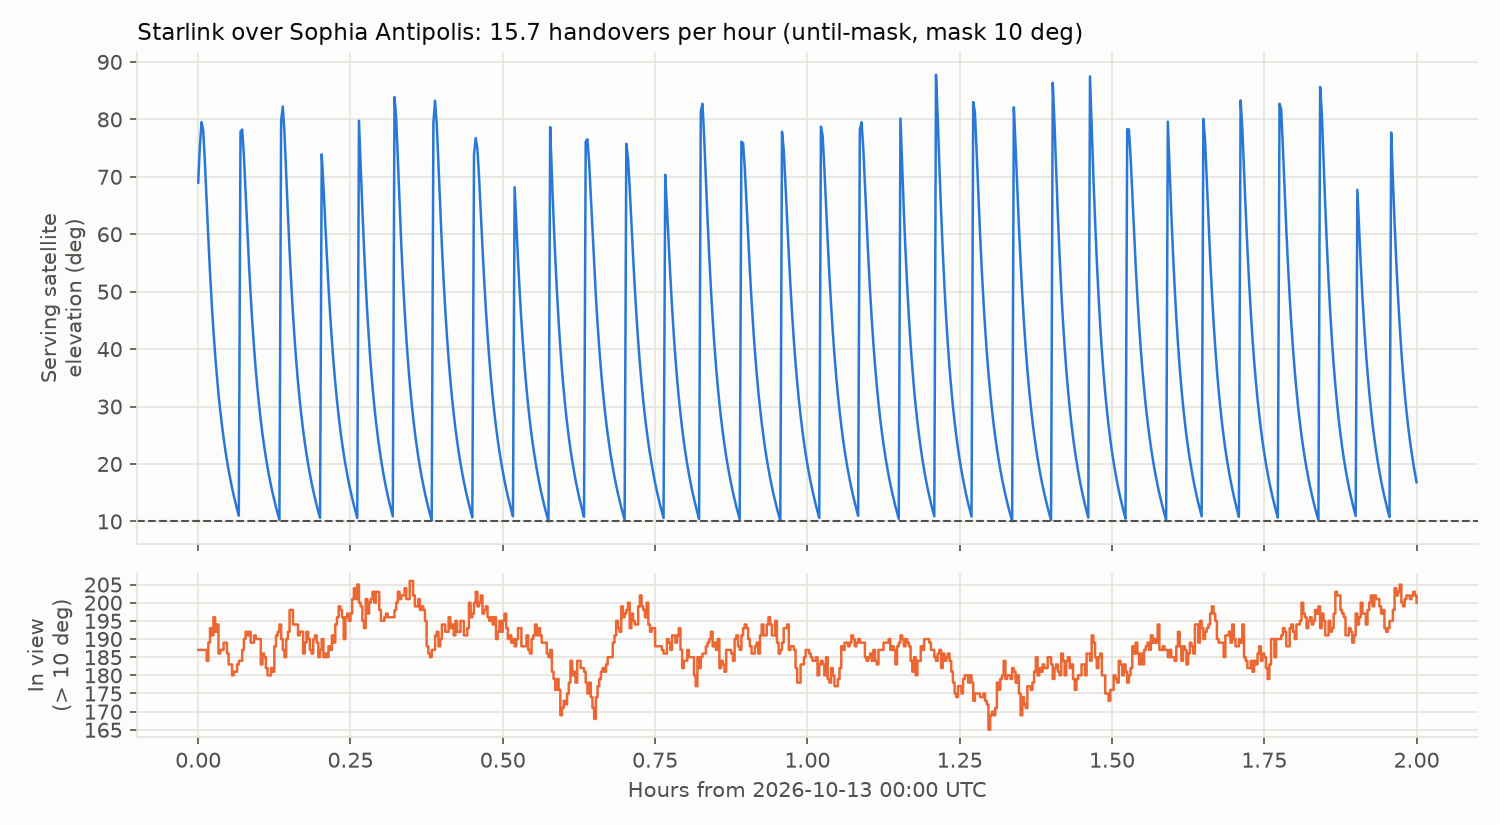 Starlink over Sophia Antipolis: 15.7 handovers per hour (until-mask, mask 10 deg)
Serving satellite
elevation (deg)
90
80
70
60
50
40
30
20
10
In view
(> 10 deg)
205
200
195
190
185
180
175
170
165
0.00 0.25 0.50 0.75 1.00 1.25 1.50 1.75 2.00
Hours from 2026-10-13 00:00 UTC